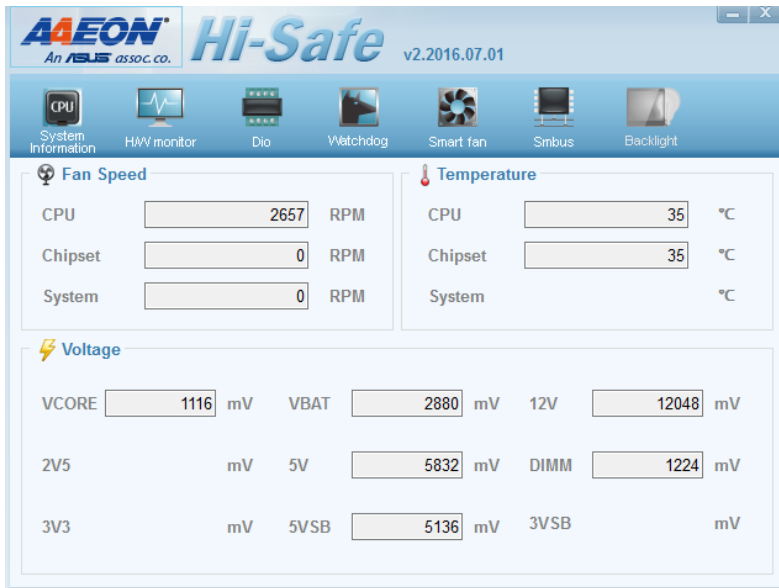 AAEON
An ASUS assoc. co.
Hi-Safe v2.2016.07.01
CPU
System Information
H/W monitor
Dio
Watchdog
Smart fan
Smbus
Backlight
Fan Speed
CPU 2657 RPM
Chipset 0 RPM
System 0 RPM
Temperature
CPU 35 °C
Chipset 35 °C
System °C
Voltage
VCORE 1116 mV VBAT 2880 mV 12V 12048 mV
2V5 mV 5V 5832 mV DIMM 1224 mV
3V3 mV 5VSB 5136 mV 3VSB mV